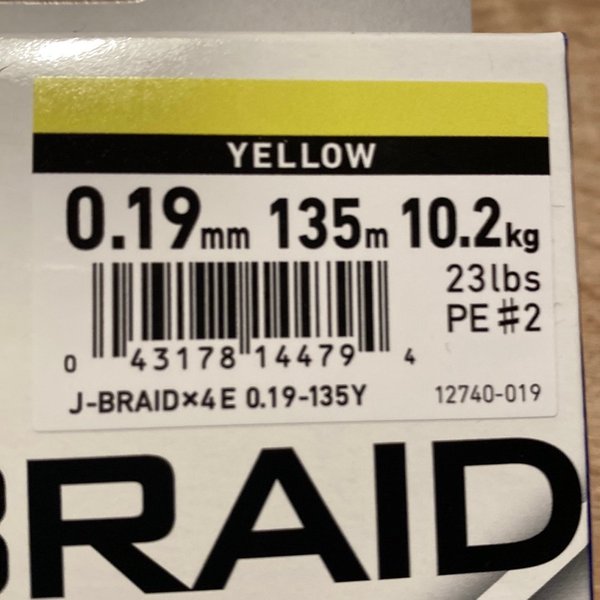 YELLOW
0.19mm 135m 10.2kg
23lbs
PE#2
0 43178 14479 4
J-BRAID×4E 0.19-135Y 12740-019
BRAID